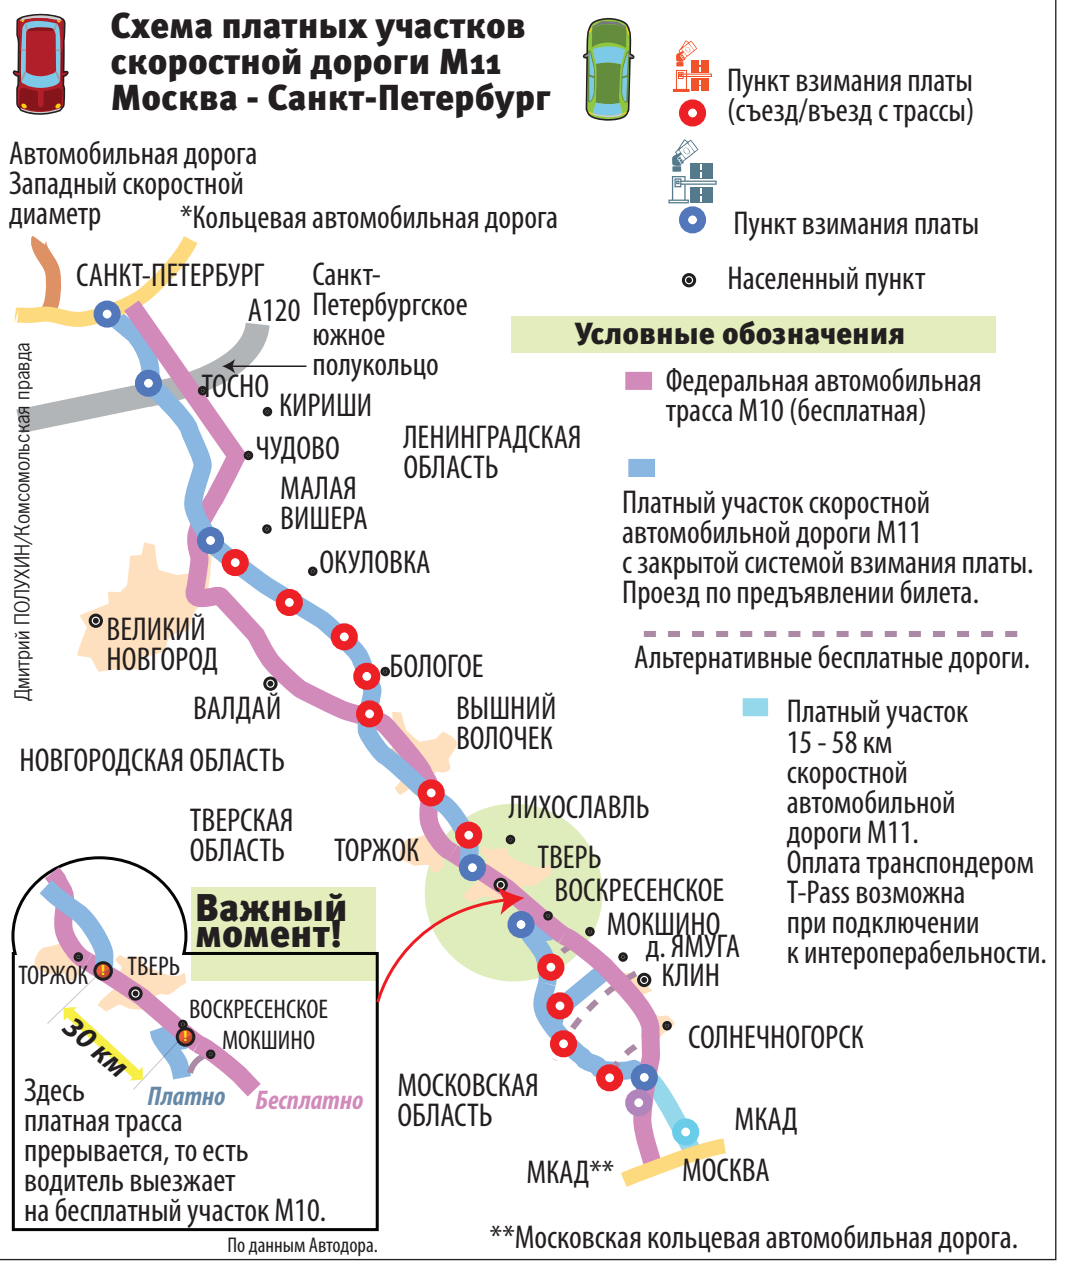 Схема платных участков
скоростной дороги М11
Москва - Санкт-Петербург
Пункт взимания платы
(съезд/въезд с трассы)
Пункт взимания платы
Населенный пункт
Условные обозначения
Федеральная автомобильная
трасса М10 (бесплатная)
Платный участок скоростной
автомобильной дороги М11
с закрытой системой взимания платы.
Проезд по предъявлении билета.
Альтернативные бесплатные дороги.
Платный участок
15 - 58 км
скоростной
автомобильной
дороги М11.
Оплата транспондером
T-Pass возможна
при подключении
к интероперабельности.
Автомобильная дорога
Западный скоростной
диаметр
*Кольцевая автомобильная дорога
САНКТ-ПЕТЕРБУРГ
А120
Санкт-
Петербургское
южное
полукольцо
ТОСНО
КИРИШИ
ЧУДОВО
ЛЕНИНГРАДСКАЯ
ОБЛАСТЬ
МАЛАЯ
ВИШЕРА
ОКУЛОВКА
ВЕЛИКИЙ
НОВГОРОД
БОЛОГОЕ
ВАЛДАЙ
ВЫШНИЙ
ВОЛОЧЕК
НОВГОРОДСКАЯ ОБЛАСТЬ
ТВЕРСКАЯ
ОБЛАСТЬ
ЛИХОСЛАВЛЬ
ТОРЖОК
ТВЕРЬ
ВОСКРЕСЕНСКОЕ
МОКШИНО
д. ЯМУГА
КЛИН
СОЛНЕЧНОГОРСК
МОСКОВСКАЯ
ОБЛАСТЬ
МКАД
МКАД**
МОСКВА
**Московская кольцевая автомобильная дорога.
Важный
момент!
ТОРЖОК
!
ТВЕРЬ
ВОСКРЕСЕНСКОЕ
!
МОКШИНО
30 км
Платно
Бесплатно
Здесь
платная трасса
прерывается, то есть
водитель выезжает
на бесплатный участок М10.
По данным Автодора.
Дмитрий ПОЛУХИН/Комсомольская правда